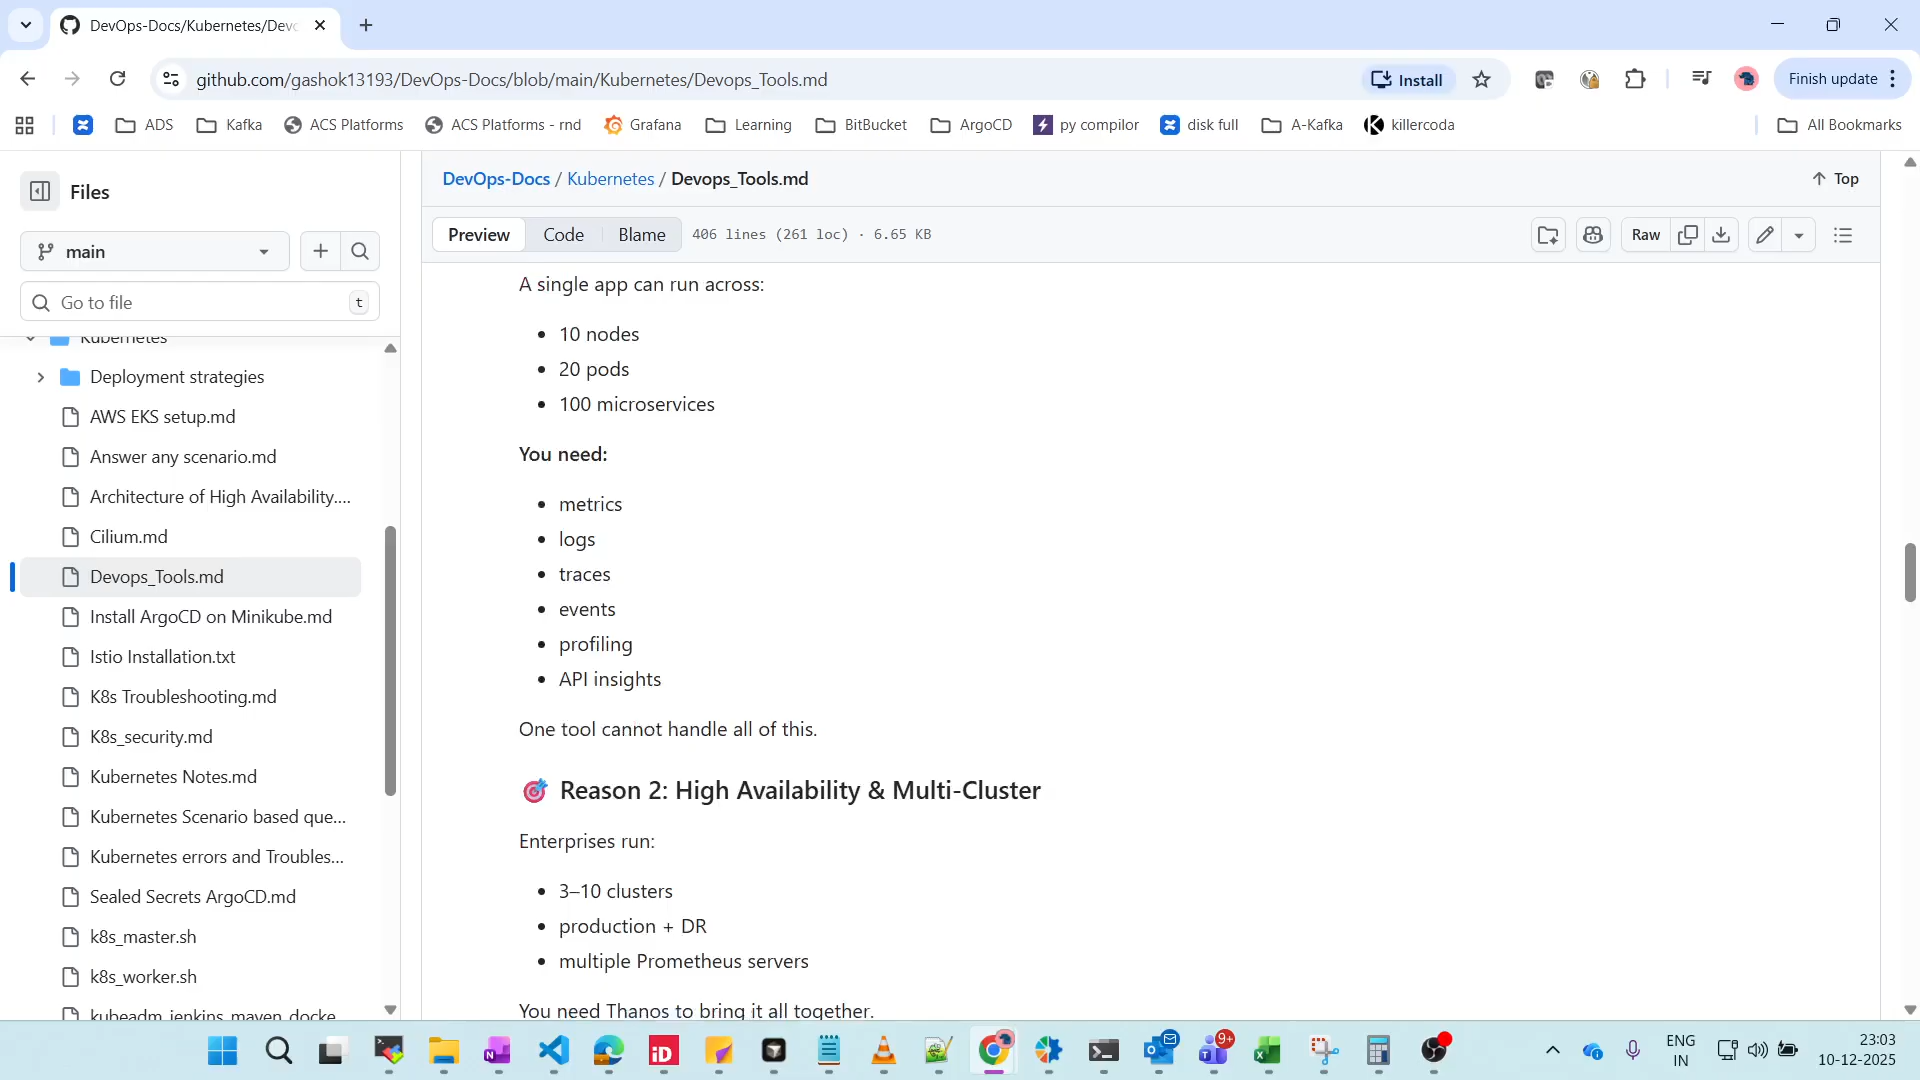 DevOps-Docs/Kubernetes/Devo
github.com/gashok13193/DevOps-Docs/blob/main/Kubernetes/Devops_Tools.md
Install
Finish update
ADS
Kafka
ACS Platforms
ACS Platforms - rnd
Grafana
Learning
BitBucket
ArgoCD
py compilor
disk full
A-Kafka
killercoda
All Bookmarks
Files
main
Go to file
t
Kubernetes
Deployment strategies
AWS EKS setup.md
Answer any scenario.md
Architecture of High Availability....
Cilium.md
Devops_Tools.md
Install ArgoCD on Minikube.md
Istio Installation.txt
K8s Troubleshooting.md
K8s_security.md
Kubernetes Notes.md
Kubernetes Scenario based que...
Kubernetes errors and Troubles...
Sealed Secrets ArgoCD.md
k8s_master.sh
k8s_worker.sh
kubeadm_jenkins_maven_docke...
DevOps-Docs / Kubernetes / Devops_Tools.md
Top
Preview
Code
Blame
406 lines (261 loc) · 6.65 KB
Raw
A single app can run across:
• 10 nodes
• 20 pods
• 100 microservices
You need:
• metrics
• logs
• traces
• events
• profiling
• API insights
One tool cannot handle all of this.
🎯 Reason 2: High Availability & Multi-Cluster
Enterprises run:
• 3–10 clusters
• production + DR
• multiple Prometheus servers
You need Thanos to bring it all together.
9+
ENG
IN
23:03
10-12-2025